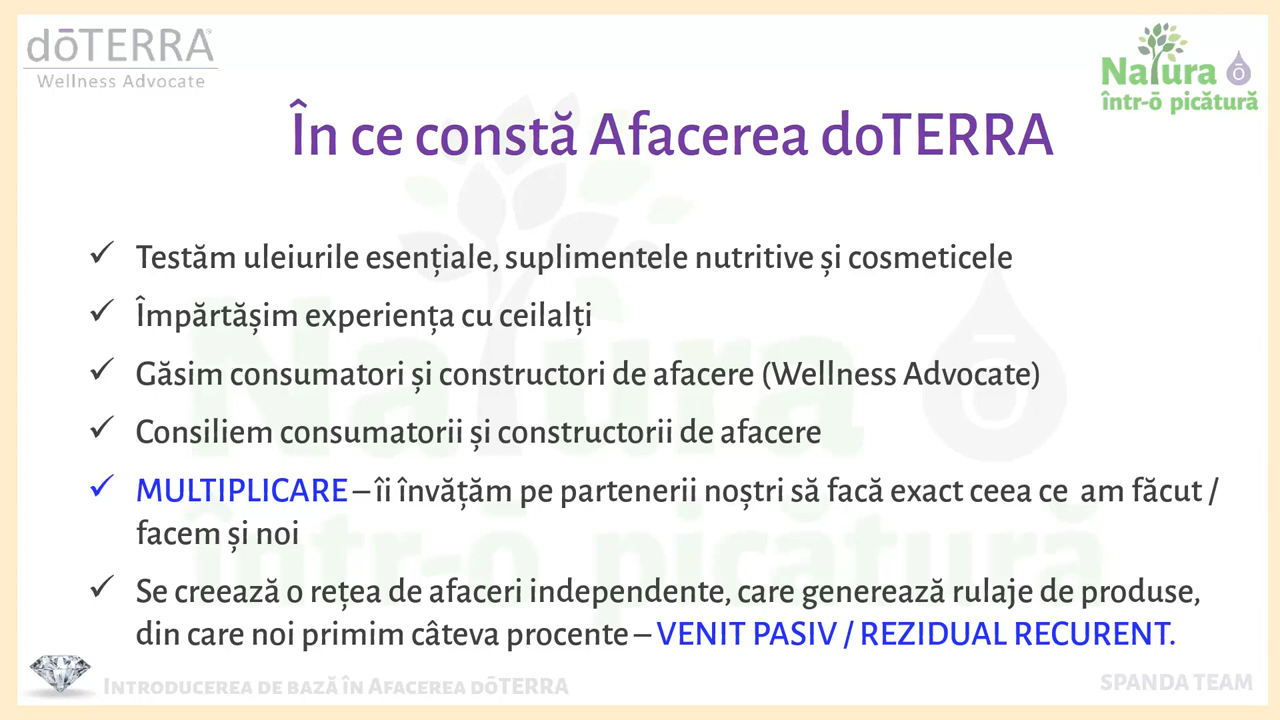 dōTERRA
Wellness Advocate
Natura
într-ō picătură
În ce constă Afacerea doTERRA
✓ Testăm uleiurile esențiale, suplimentele nutritive și cosmeticele
✓ Împărtășim experiența cu ceilalți
✓ Găsim consumatori și constructori de afacere (Wellness Advocate)
✓ Consiliem consumatorii și constructorii de afacere
✓ MULTIPLICARE – îi învățăm pe partenerii noștri să facă exact ceea ce am făcut /
facem și noi
✓ Se creează o rețea de afaceri independente, care generează rulaje de produse,
din care noi primim câteva procente – VENIT PASIV / REZIDUAL RECURENT.
Natura
într-ō picătură
INTRODUCEREA DE BAZĂ ÎN AFACEREA DŌTERRA
SPANDA TEAM